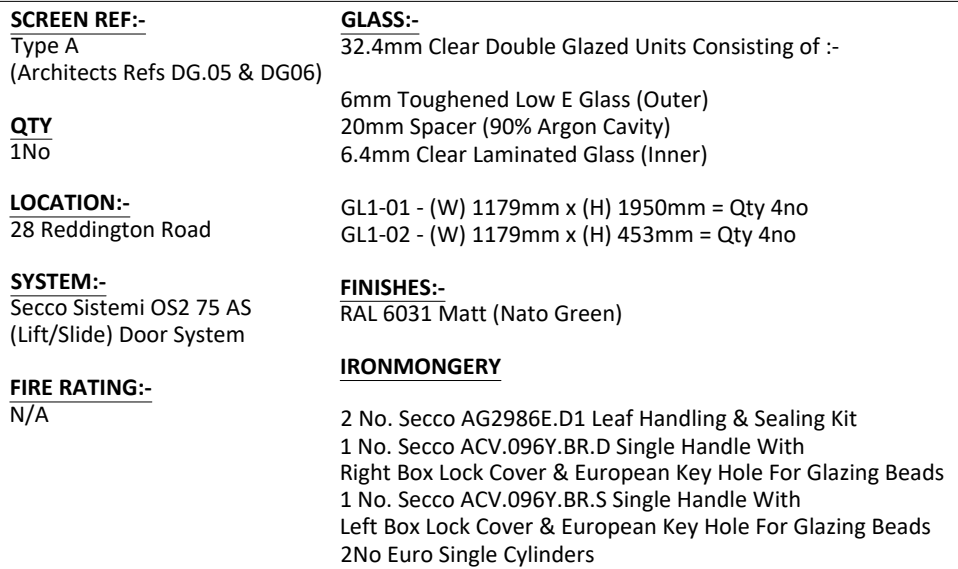 SCREEN REF:-
Type A
(Architects Refs DG.05 & DG06)
QTY
1No
LOCATION:-
28 Reddington Road
SYSTEM:-
Secco Sistemi OS2 75 AS
(Lift/Slide) Door System
FIRE RATING:-
N/A
GLASS:-
32.4mm Clear Double Glazed Units Consisting of :-
6mm Toughened Low E Glass (Outer)
20mm Spacer (90% Argon Cavity)
6.4mm Clear Laminated Glass (Inner)
GL1-01 - (W) 1179mm x (H) 1950mm = Qty 4no
GL1-02 - (W) 1179mm x (H) 453mm = Qty 4no
FINISHES:-
RAL 6031 Matt (Nato Green)
IRONMONGERY
2 No. Secco AG2986E.D1 Leaf Handling & Sealing Kit
1 No. Secco ACV.096Y.BR.D Single Handle With
Right Box Lock Cover & European Key Hole For Glazing Beads
1 No. Secco ACV.096Y.BR.S Single Handle With
Left Box Lock Cover & European Key Hole For Glazing Beads
2No Euro Single Cylinders